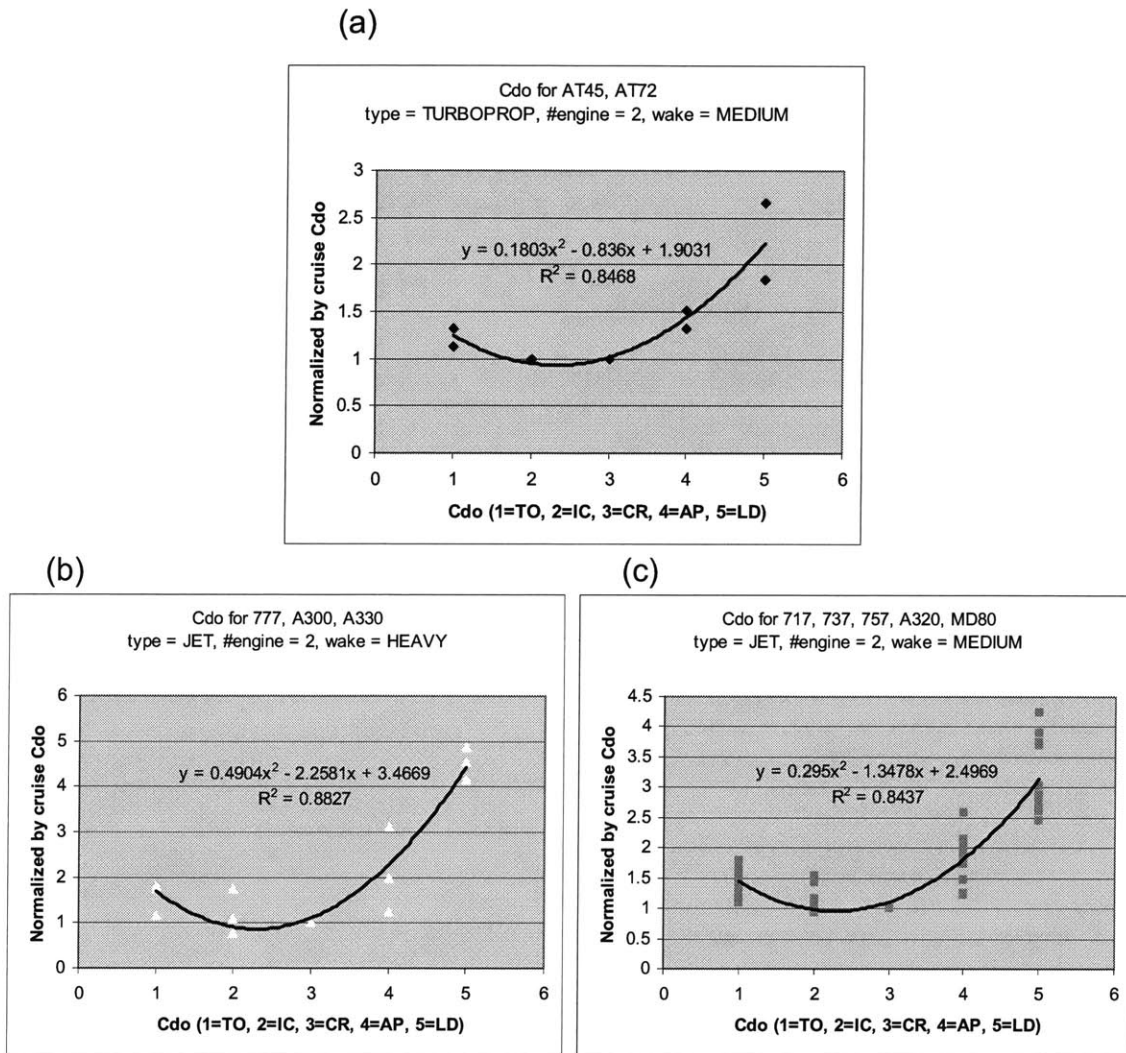 (a)
Cdo for AT45, AT72
type = TURBOPROP, #engine = 2, wake = MEDIUM
Normalized by cruise Cdo
3
2.5
2
1.5
1
0.5
0
y = 0.1803x² - 0.836x + 1.9031
R² = 0.8468
0 1 2 3 4 5 6
Cdo (1=TO, 2=IC, 3=CR, 4=AP, 5=LD)
(b)
Cdo for 777, A300, A330
type = JET, #engine = 2, wake = HEAVY
Normalized by cruise Cdo
6
5
4
3
2
1
0
y = 0.4904x² - 2.2581x + 3.4669
R² = 0.8827
0 1 2 3 4 5 6
Cdo (1=TO, 2=IC, 3=CR, 4=AP, 5=LD)
(c)
Cdo for 717, 737, 757, A320, MD80
type = JET, #engine = 2, wake = MEDIUM
Normalized by cruise Cdo
4.5
4
3.5
3
2.5
2
1.5
1
0.5
0
y = 0.295x² - 1.3478x + 2.4969
R² = 0.8437
0 1 2 3 4 5 6
Cdo (1=TO, 2=IC, 3=CR, 4=AP, 5=LD)